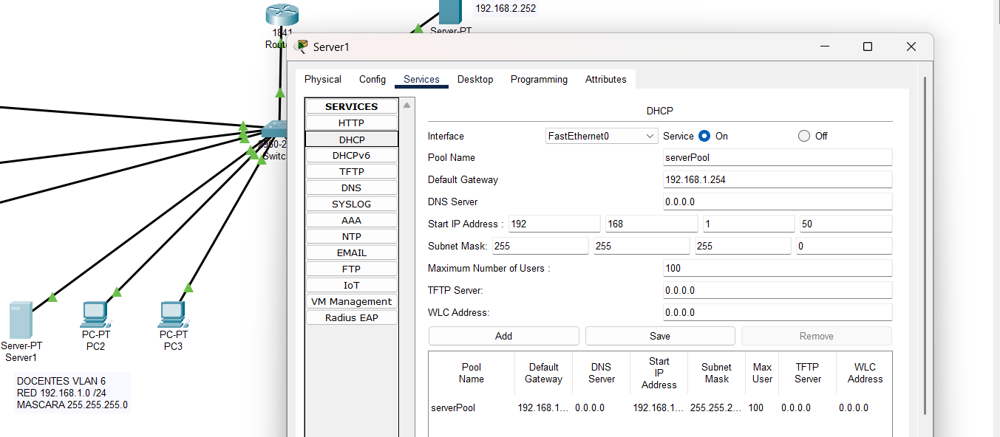 192.168.2.252
Server-PT
1841
Server1
Physical Config Services Desktop Programming Attributes
SERVICES
HTTP
DHCP
DHCPv6
TFTP
DNS
SYSLOG
AAA
NTP
EMAIL
FTP
IoT
VM Management
Radius EAP
DHCP
Interface FastEthernet0 Service On Off
Pool Name serverPool
Default Gateway 192.168.1.254
DNS Server 0.0.0.0
Start IP Address : 192 168 1 50
Subnet Mask: 255 255 255 0
Maximum Number of Users : 100
TFTP Server: 0.0.0.0
WLC Address: 0.0.0.0
Add Save Remove
Pool Name Default Gateway DNS Server Start IP Address Subnet Mask Max User TFTP Server WLC Address
serverPool 192.168.1... 0.0.0.0 192.168.1... 255.255.2... 100 0.0.0.0 0.0.0.0
Server-PT
Server1
PC-PT
PC2
PC-PT
PC3
DOCENTES VLAN 6
RED 192.168.1.0 /24
MASCARA 255.255.255.0